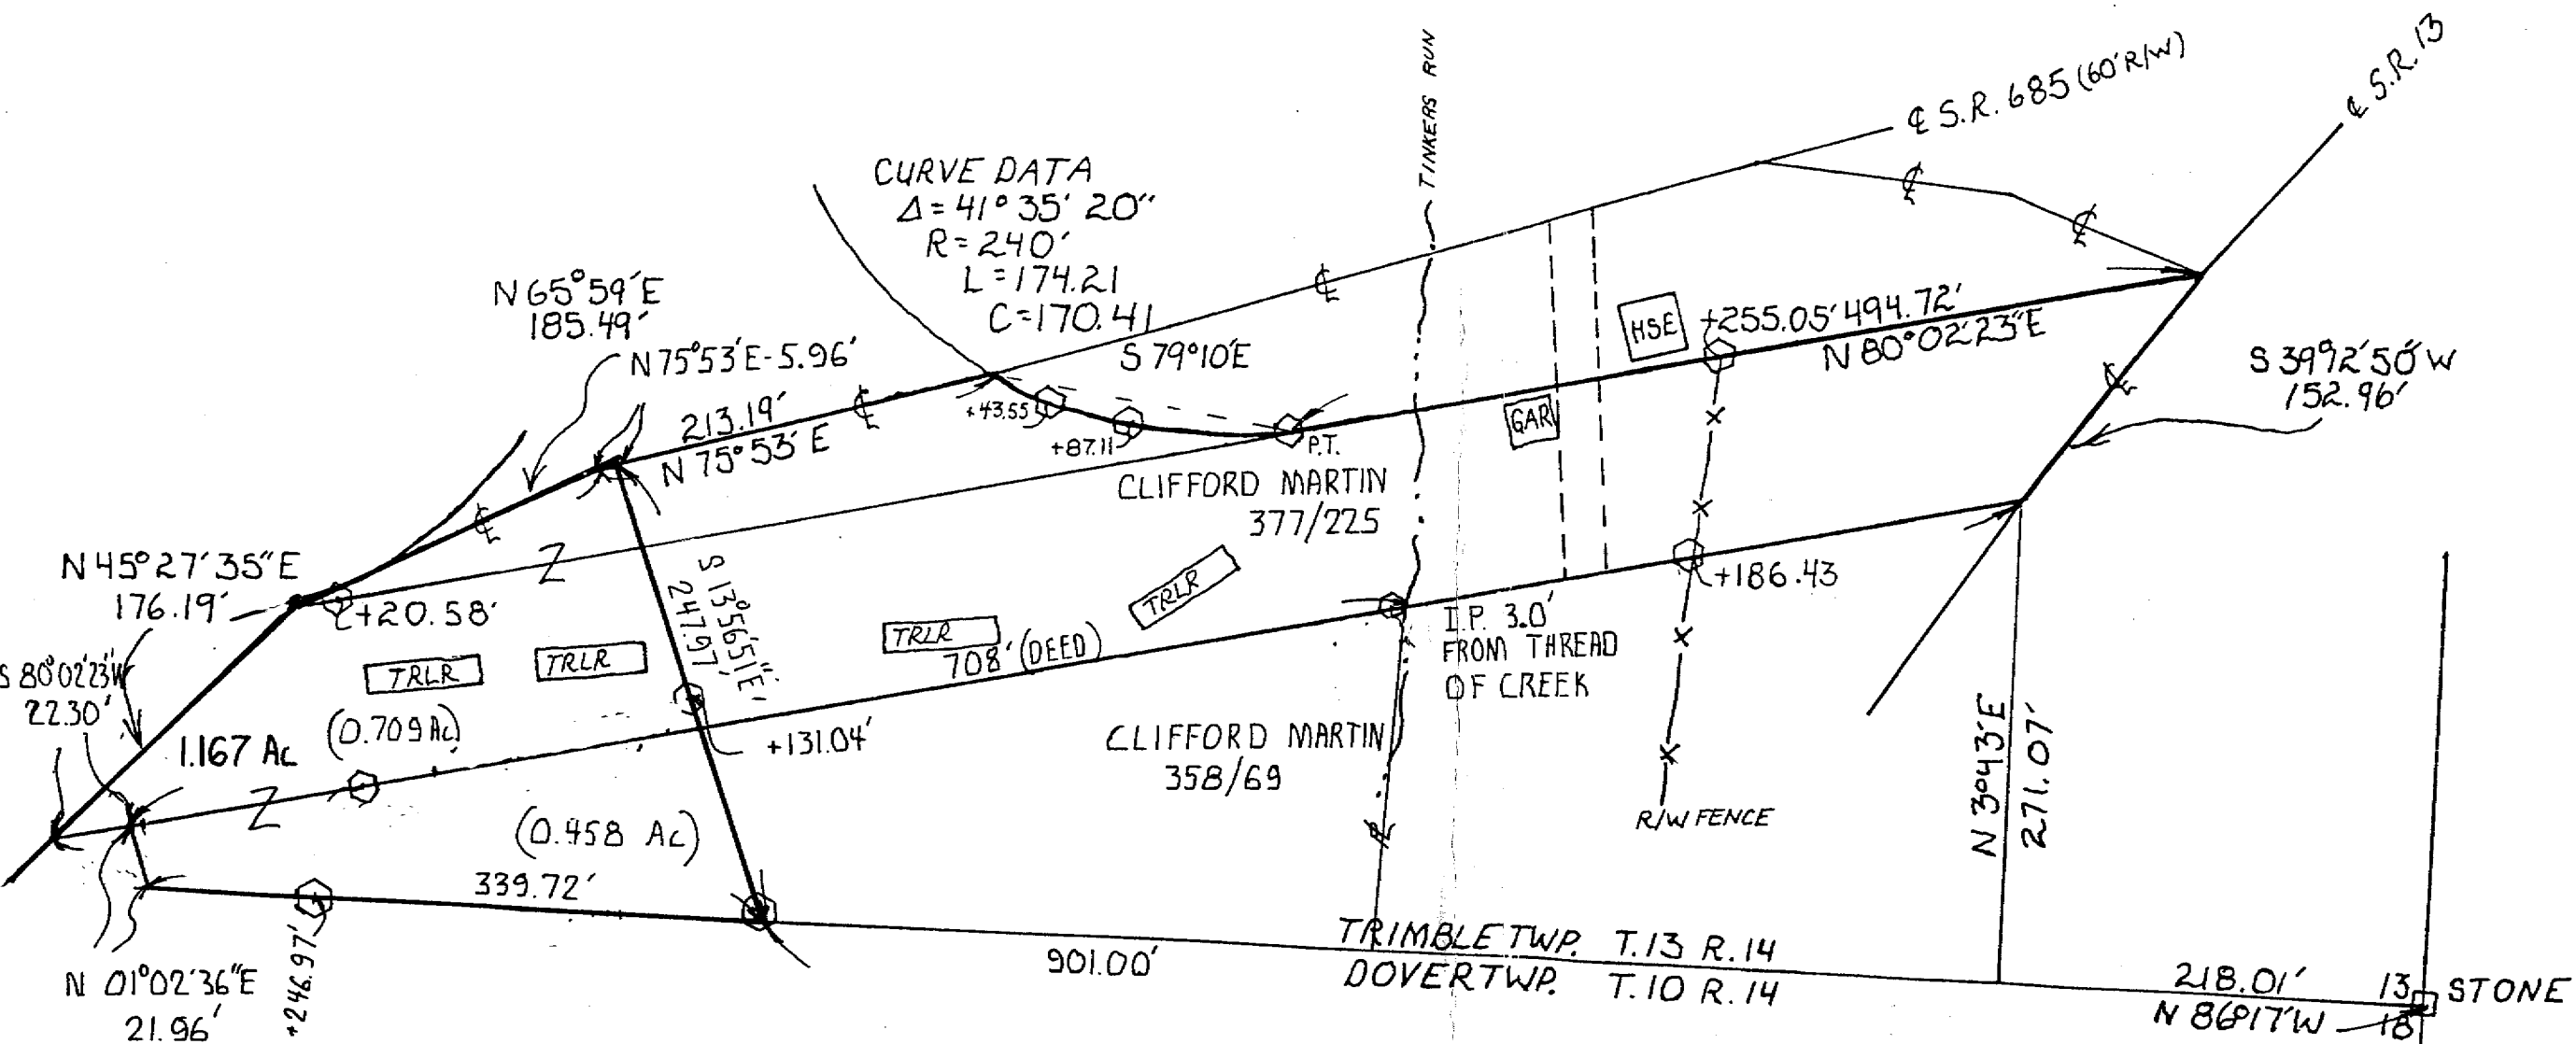 CURVE DATA
Δ = 41° 35' 20"
R = 240'
L = 174.21
C = 170.41
TINKERS RUN
℄ S.R. 685 (60' R/W)
℄ S.R. 13
℄
℄
N 65° 59' E
185.49'
N 75° 53' E - 5.96'
213.19'
N 75° 53' E
℄
℄
S 79° 10' E
+43.55
+87.11
P.T.
HSE
+255.05' 494.72'
N 80° 02' 23" E
GAR
S 39°12' 50" W
152.96'
℄
CLIFFORD MARTIN
377/225
℄
Z
N 45° 27' 35" E
176.19'
+20.58'
S 13° 56' 51" E
247.97'
TRLR
TRLR
TRLR
TRLR
708' (DEED)
I.P. 3.0'
FROM THREAD
OF CREEK
+186.43
S 80° 02' 23" W
22.30'
1.167 Ac
(0.709 Ac)
+131.04'
CLIFFORD MARTIN
358/69
Z
(0.458 Ac)
R/W FENCE
N 3° 43' E
271.07'
339.72'
N 01° 02' 36" E
21.96'
+246.97'
901.00'
TRIMBLE TWP. T.13 R.14
DOVER TWP. T.10 R.14
218.01'
N 86°17' W
13
18
STONE